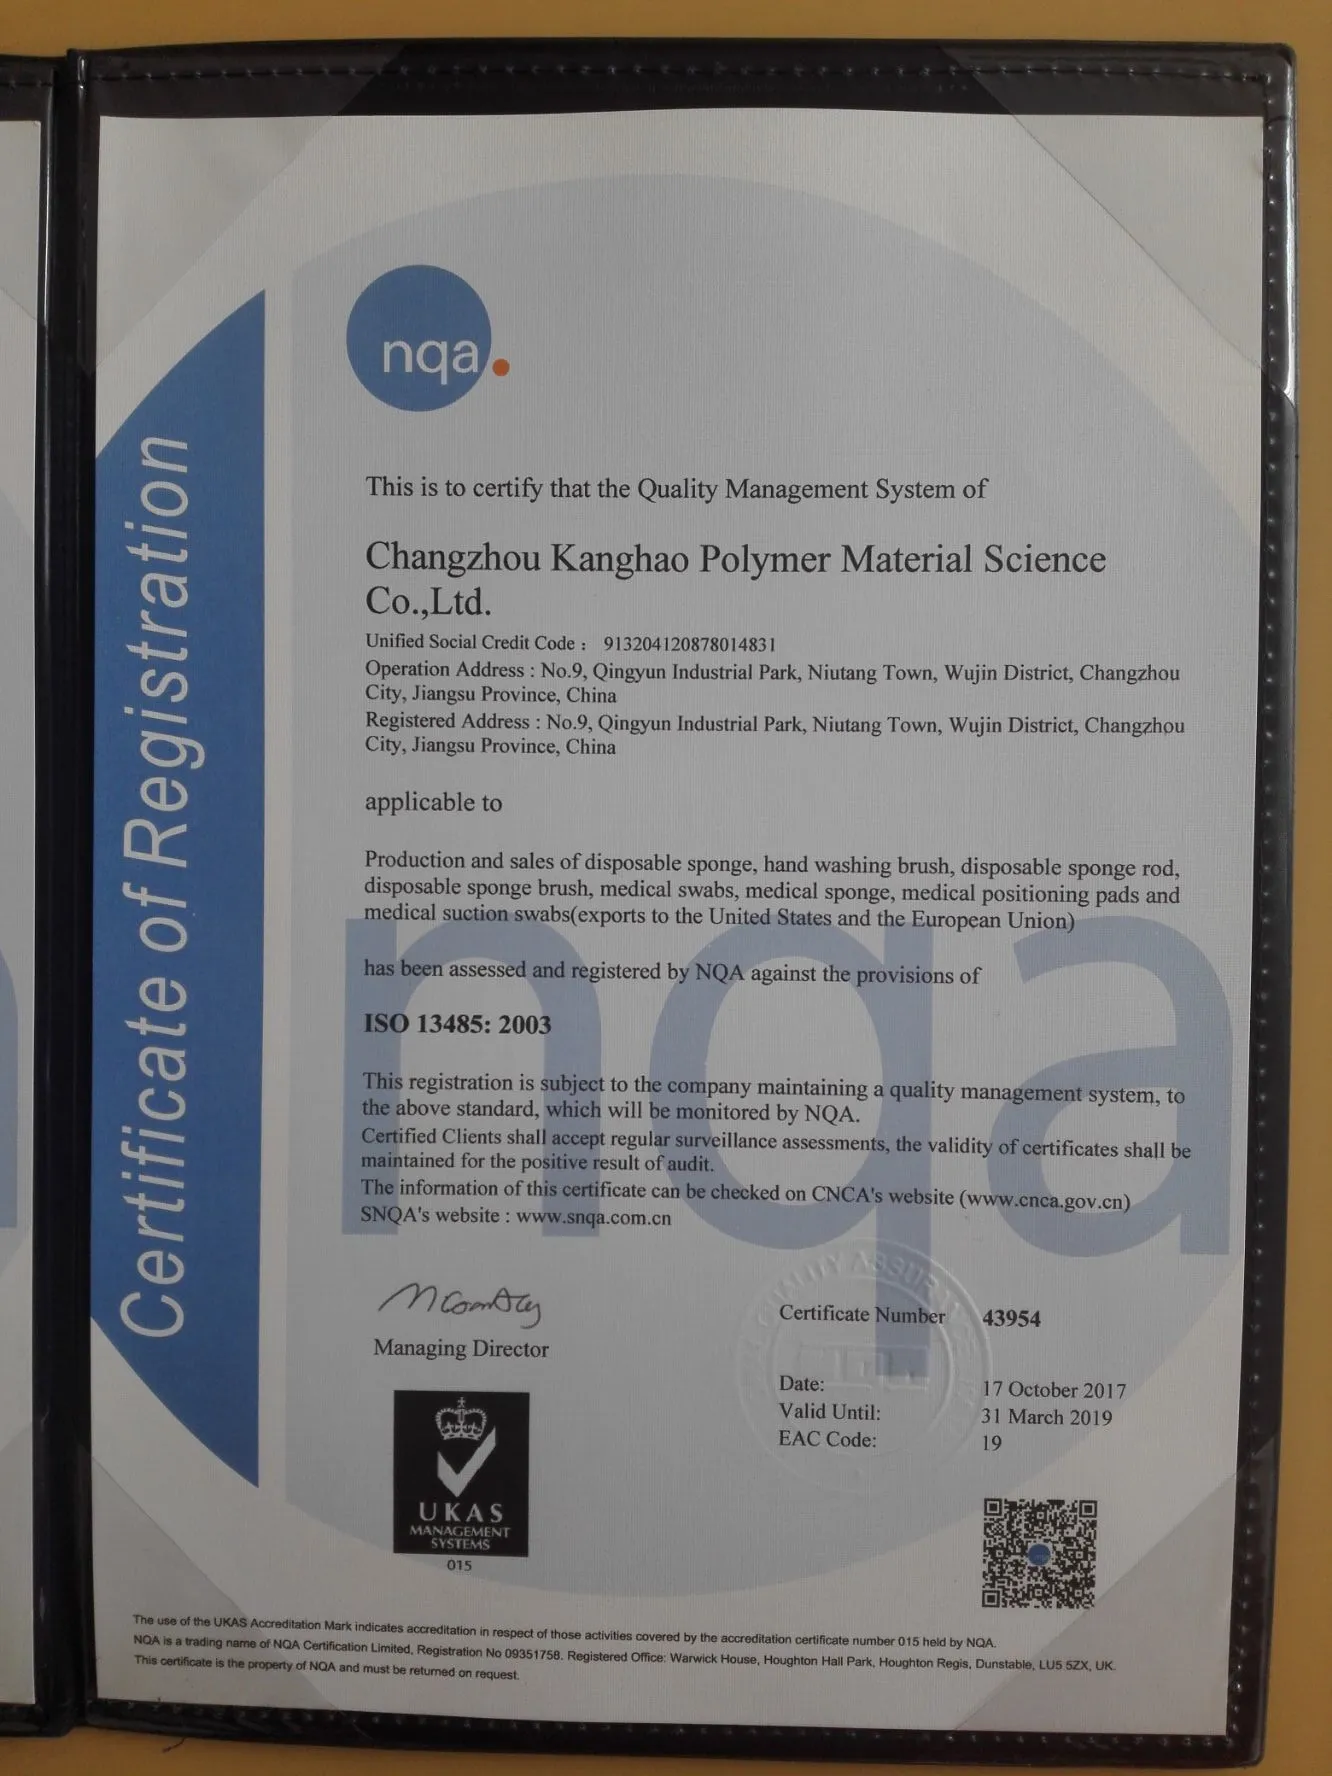 nqa.
Certificate of Registration
This is to certify that the Quality Management System of
Changzhou Kanghao Polymer Material Science
Co.,Ltd.
Unified Social Credit Code : 913204120878014831
Operation Address : No.9, Qingyun Industrial Park, Niutang Town, Wujin District, Changzhou
City, Jiangsu Province, China
Registered Address : No.9, Qingyun Industrial Park, Niutang Town, Wujin District, Changzhou
City, Jiangsu Province, China
applicable to
Production and sales of disposable sponge, hand washing brush, disposable sponge rod,
disposable sponge brush, medical swabs, medical sponge, medical positioning pads and
medical suction swabs(exports to the United States and the European Union)
has been assessed and registered by NQA against the provisions of
ISO 13485: 2003
This registration is subject to the company maintaining a quality management system, to
the above standard, which will be monitored by NQA.
Certified Clients shall accept regular surveillance assessments, the validity of certificates shall be
maintained for the positive result of audit.
The information of this certificate can be checked on CNCA's website (www.cnca.gov.cn)
SNQA's website : www.snqa.com.cn
nqa
Managing Director
Certificate Number 43954
Date: 17 October 2017
Valid Until: 31 March 2019
EAC Code: 19
UKAS
MANAGEMENT
SYSTEMS
015
The use of the UKAS Accreditation Mark indicates accreditation in respect of those activities covered by the accreditation certificate number 015 held by NQA.
NQA is a trading name of NQA Certification Limited, Registration No 09351758. Registered Office: Warwick House, Houghton Hall Park, Houghton Regis, Dunstable, LU5 5ZX, UK.
This certificate is the property of NQA and must be returned on request.